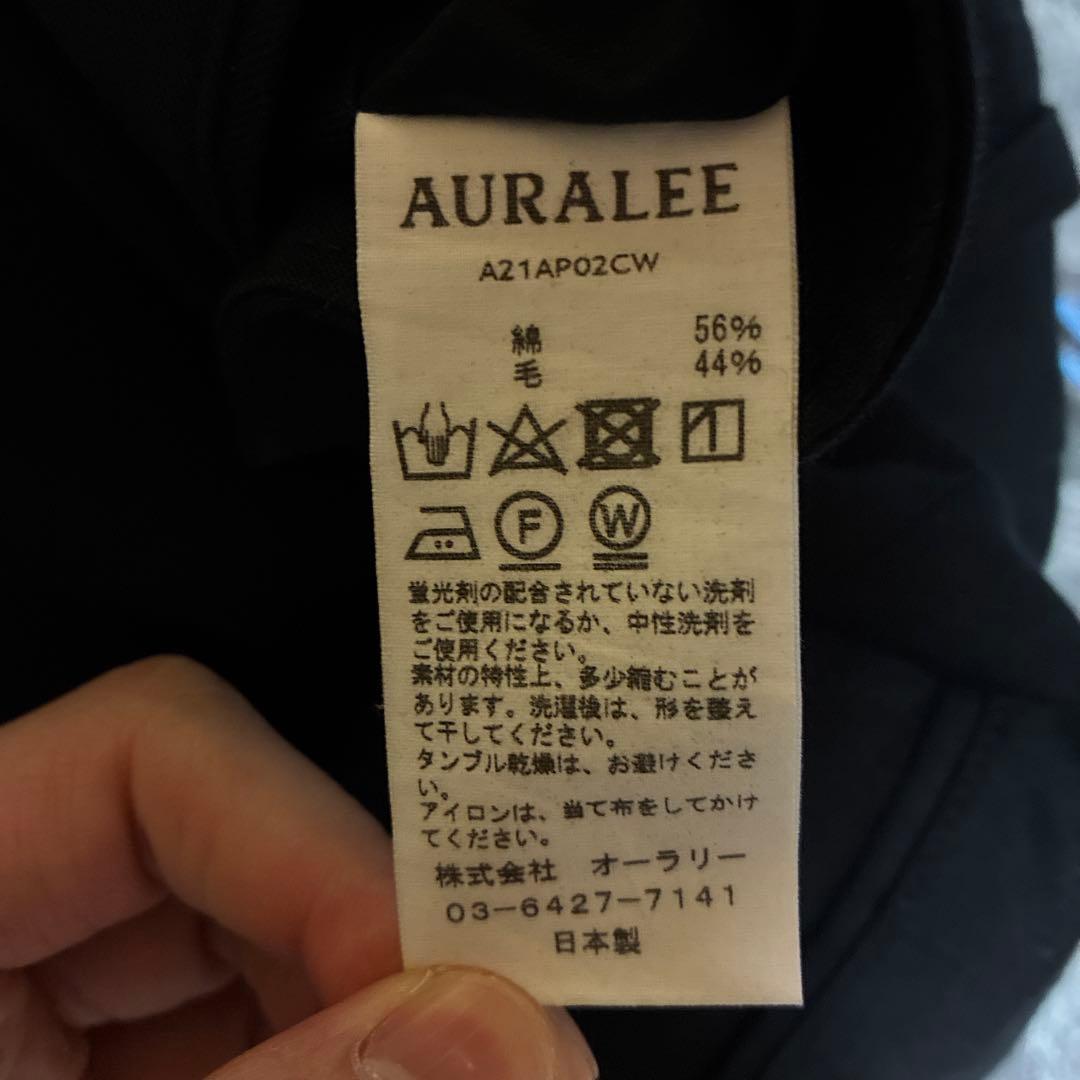 AURALEE
A21AP02CW
綿 56%
毛 44%
F W
蛍光剤の配合されていない洗剤
をご使用になるか、中性洗剤を
ご使用ください。
素材の特性上、多少縮むことが
あります。洗濯後は、形を整え
て干してください。
タンブル乾燥は、お避けくださ
い。
アイロンは、当て布をしてかけ
てください。
株式会社 オーラリー
03-6427-7141
日本製